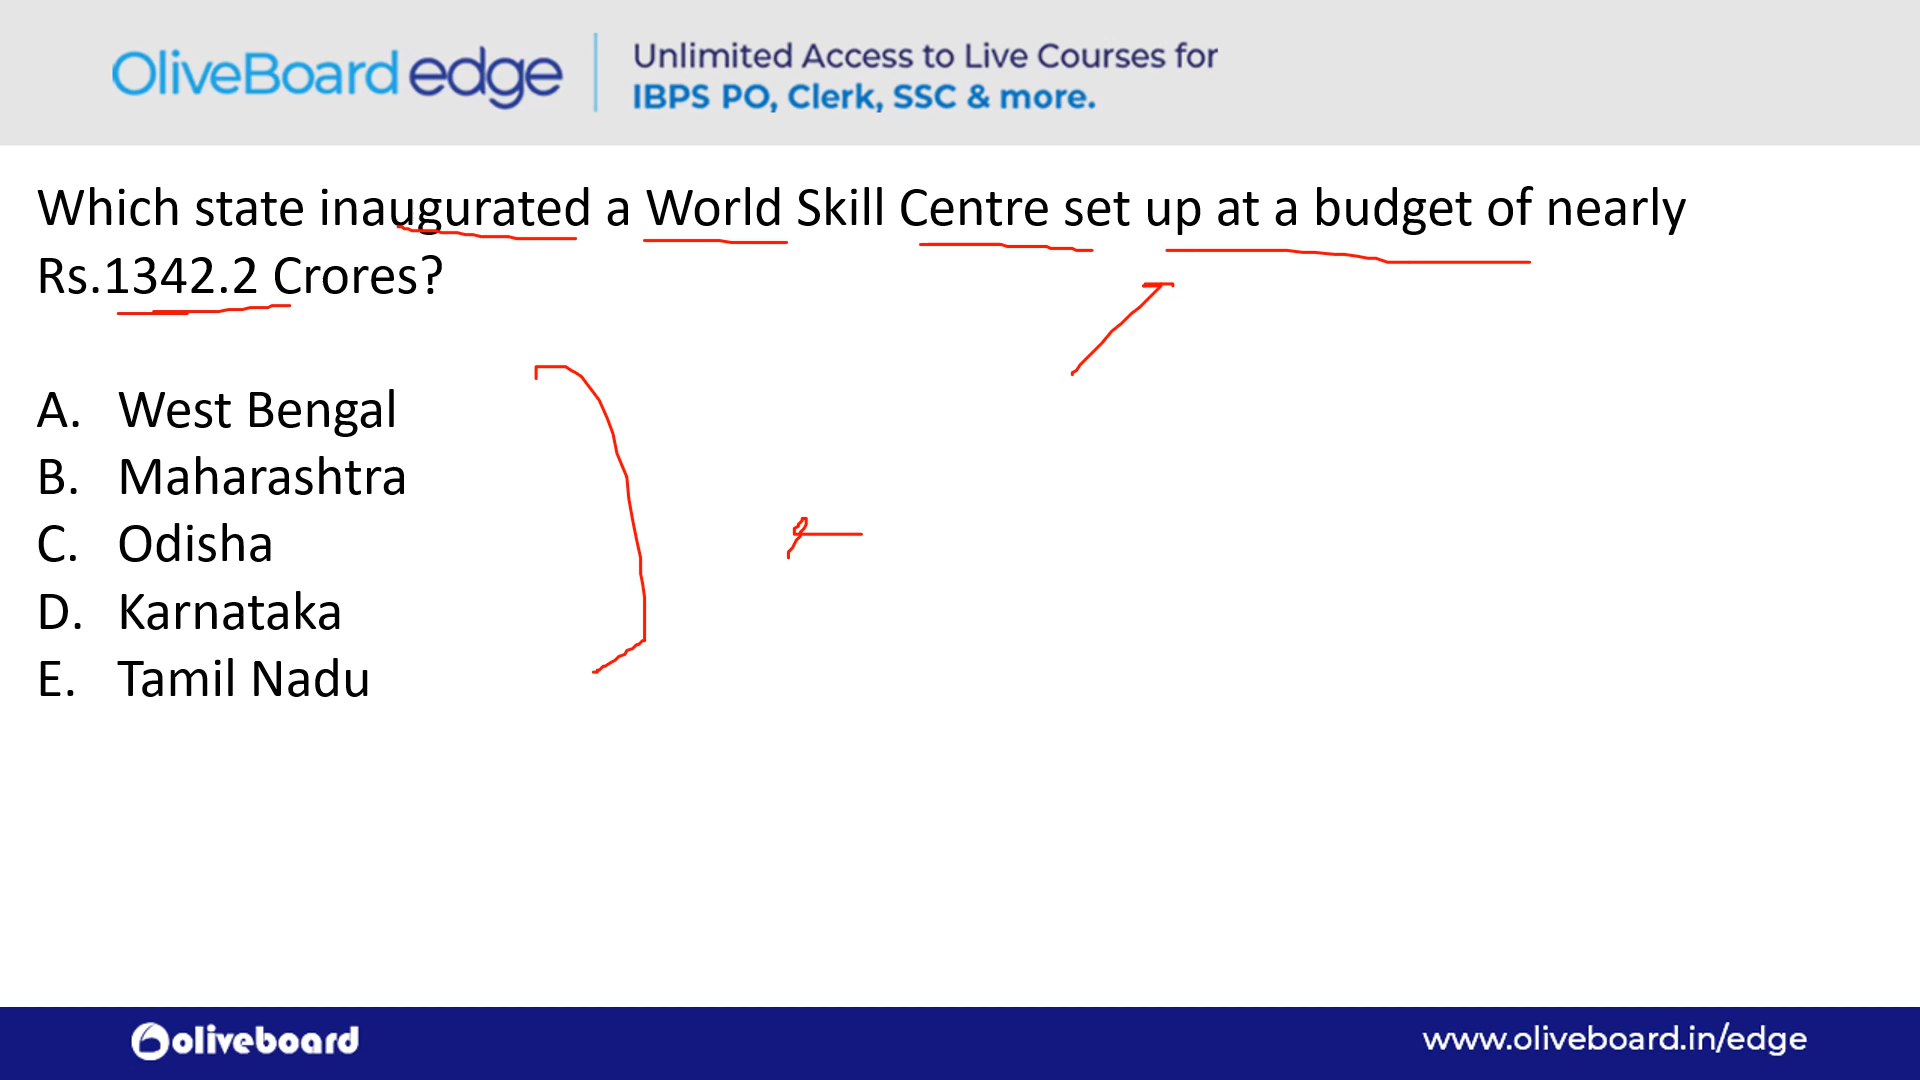 OliveBoard edge
Unlimited Access to Live Courses for
IBPS PO, Clerk, SSC & more.
Which state inaugurated a World Skill Centre set up at a budget of nearly
Rs.1342.2 Crores?
A. West Bengal
B. Maharashtra
C. Odisha
D. Karnataka
E. Tamil Nadu
oliveboard
www.oliveboard.in/edge